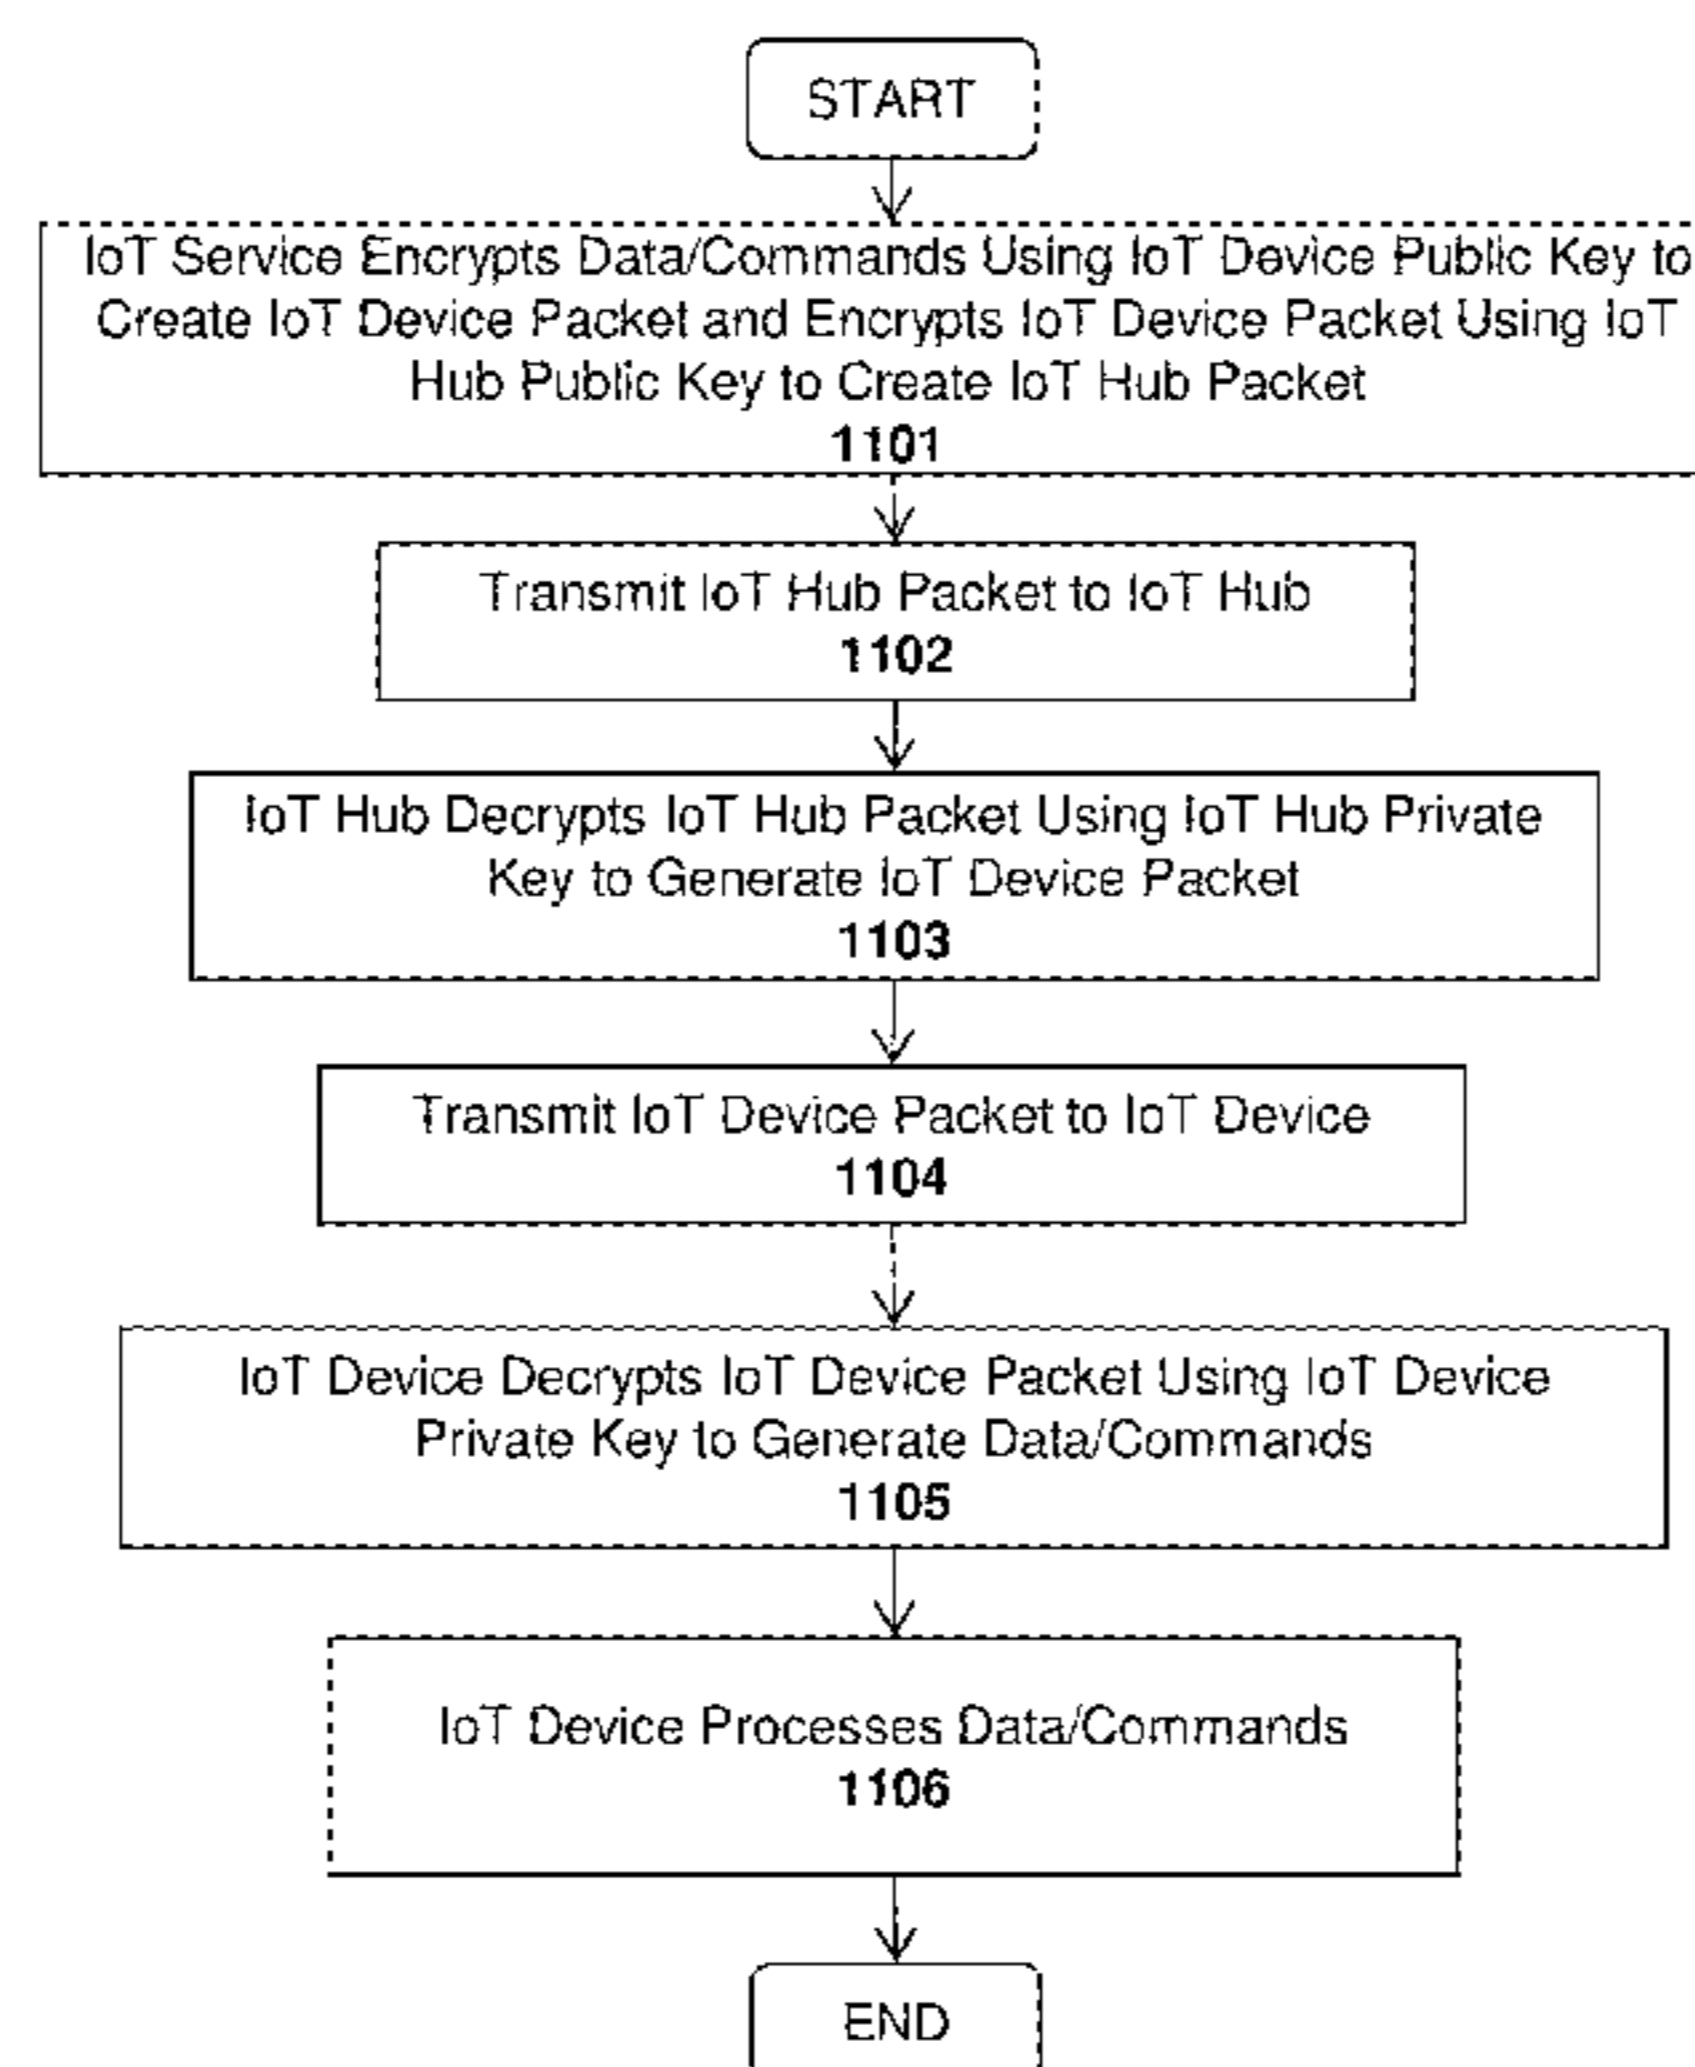 START
IoT Service Encrypts Data/Commands Using IoT Device Public Key to
Create IoT Device Packet and Encrypts IoT Device Packet Using IoT
Hub Public Key to Create IoT Hub Packet
1101
Transmit IoT Hub Packet to IoT Hub
1102
IoT Hub Decrypts IoT Hub Packet Using IoT Hub Private
Key to Generate IoT Device Packet
1103
Transmit IoT Device Packet to IoT Device
1104
IoT Device Decrypts IoT Device Packet Using IoT Device
Private Key to Generate Data/Commands
1105
IoT Device Processes Data/Commands
1106
END